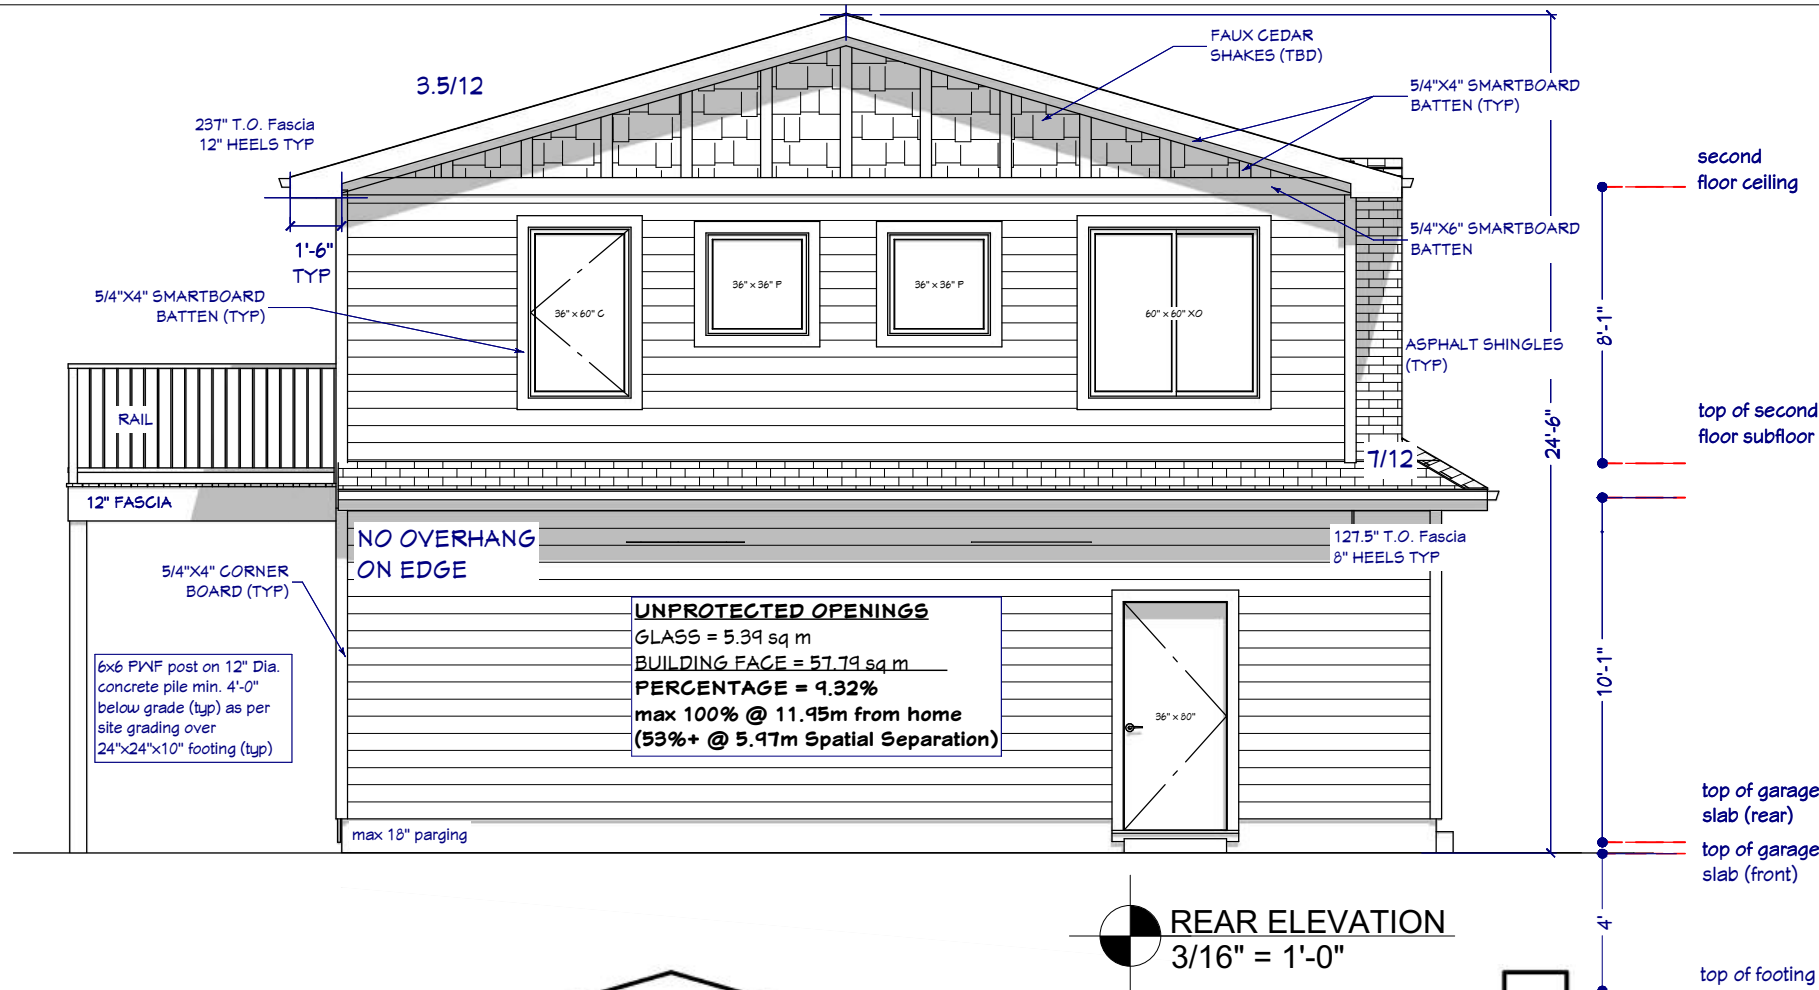 FAUX CEDAR
SHAKES (TBD)
3.5/12
5/4"X4" SMARTBOARD
BATTEN (TYP)
237" T.O. Fascia
12" HEELS TYP
second
floor ceiling
1'-6"
TYP
5/4"X6" SMARTBOARD
BATTEN
5/4"X4" SMARTBOARD
BATTEN (TYP)
36" x 60" C
36" x 36" P
36" x 36" P
60" x 60" XO
8'-1"
ASPHALT SHINGLES
(TYP)
RAIL
24'-6"
top of second
floor subfloor
7/12
12" FASCIA
NO OVERHANG
ON EDGE
127.5" T.O. Fascia
8" HEELS TYP
5/4"X4" CORNER
BOARD (TYP)
UNPROTECTED OPENINGS
GLASS = 5.39 sq m
BUILDING FACE = 57.79 sq m
PERCENTAGE = 9.32%
max 100% @ 11.95m from home
(53%+ @ 5.97m Spatial Separation)
6x6 PWF post on 12" Dia.
concrete pile min. 4'-0"
below grade (typ) as per
site grading over
24"x24"x10" footing (typ)
36" x 80"
10'-1"
max 18" parging
top of garage
slab (rear)
top of garage
slab (front)
4'
REAR ELEVATION
3/16" = 1'-0"
top of footing